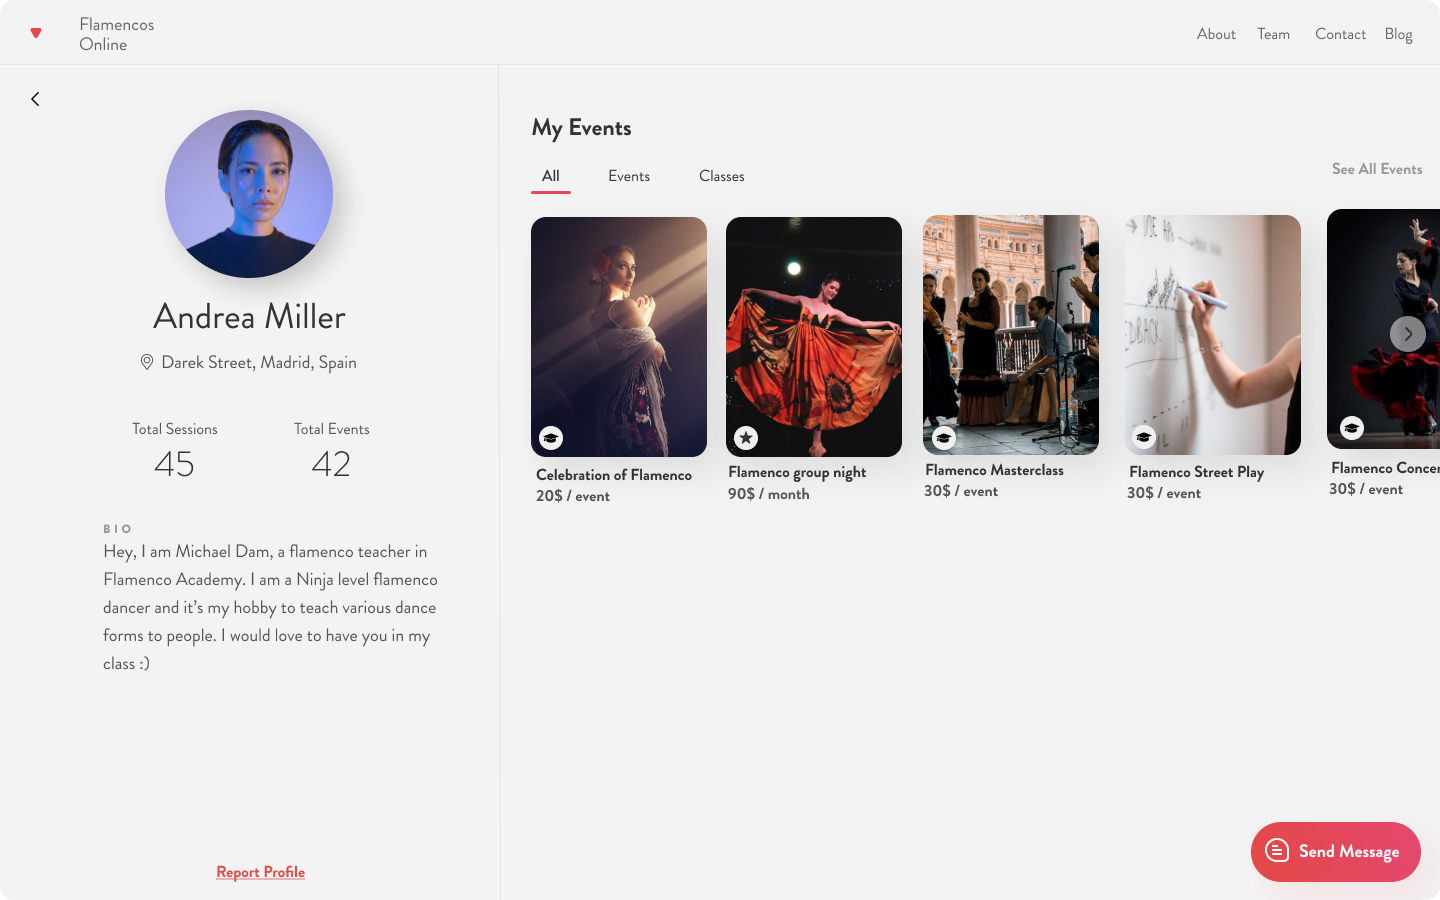 Flamencos
Online
About Team Contact Blog
My Events
All Events Classes
See All Events
Andrea Miller
Darek Street, Madrid, Spain
Total Sessions Total Events
45 42
BIO
Hey, I am Michael Dam, a flamenco teacher in
Flamenco Academy. I am a Ninja level flamenco
dancer and it's my hobby to teach various dance
forms to people. I would love to have you in my
class :)
Report Profile
Celebration of Flamenco
20$ / event
Flamenco group night
90$ / month
Flamenco Masterclass
30$ / event
Flamenco Street Play
30$ / event
Flamenco Concer
30$ / event
Send Message